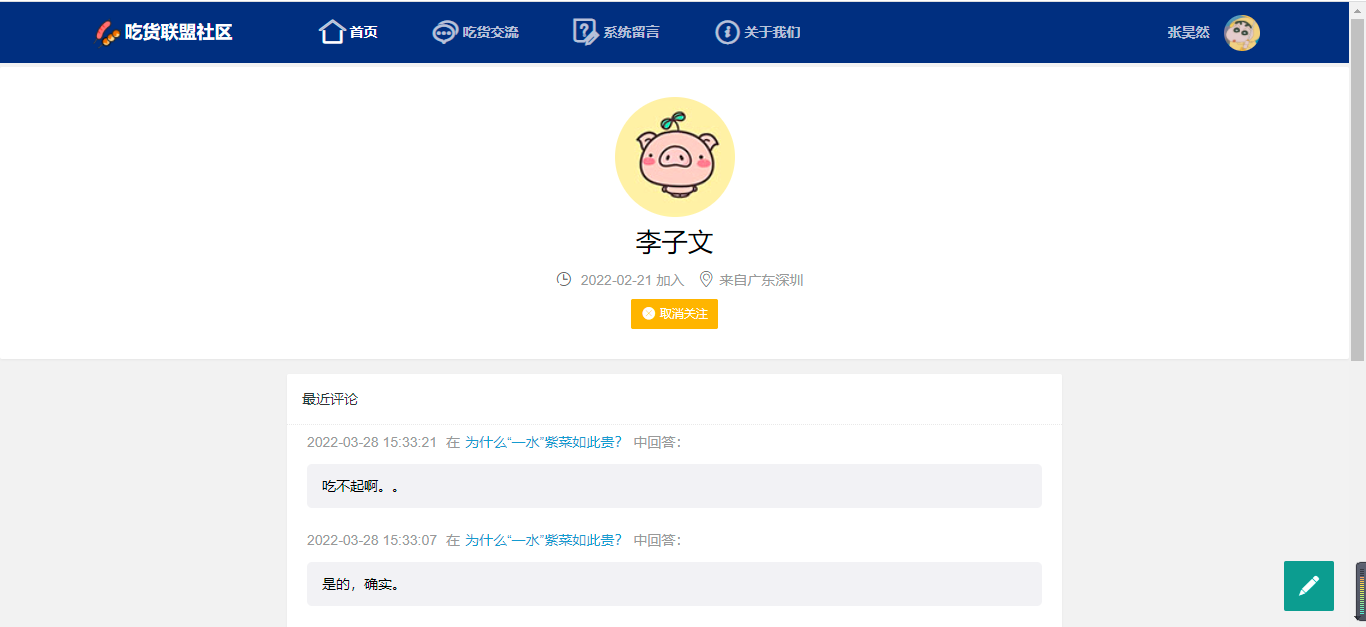 吃货联盟社区 首页 吃货交流 系统留言 关于我们 张昊然
李子文
2022-02-21 加入 来自广东深圳
取消关注
最近评论
2022-03-28 15:33:21 在 为什么“一水”紫菜如此贵？ 中回答：
吃不起啊。。
2022-03-28 15:33:07 在 为什么“一水”紫菜如此贵？ 中回答：
是的，确实。